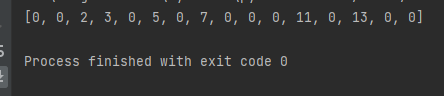 [0, 0, 2, 3, 0, 5, 0, 7, 0, 0, 0, 11, 0, 13, 0, 0]
Process finished with exit code 0